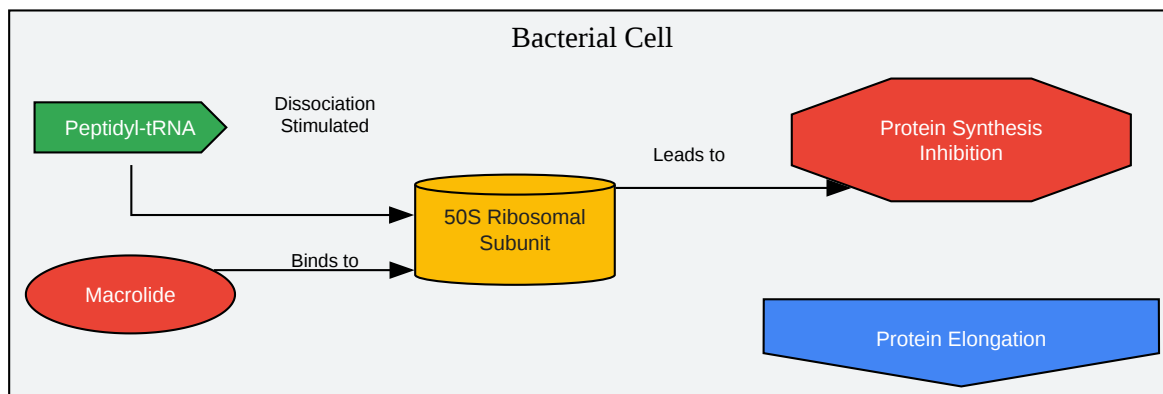 Bacterial Cell
Peptidyl-tRNA
Dissociation
Stimulated
Protein Synthesis
Inhibition
Leads to
50S Ribosomal
Subunit
Binds to
Macrolide
Protein Elongation